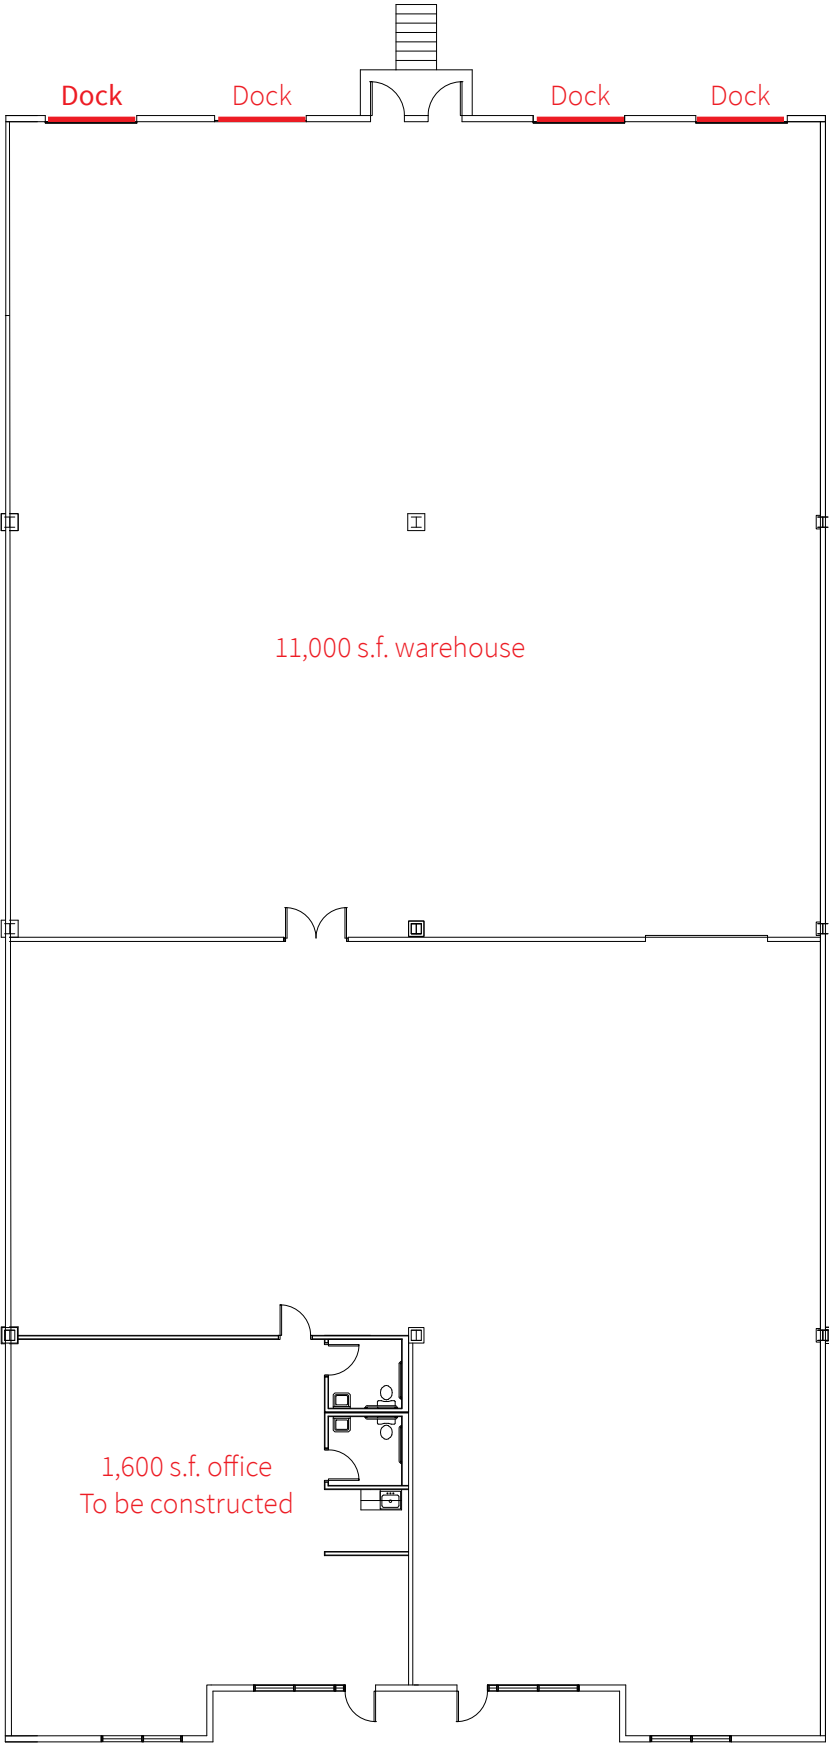 Dock
Dock
Dock
Dock
11,000 s.f. warehouse
1,600 s.f. office
To be constructed